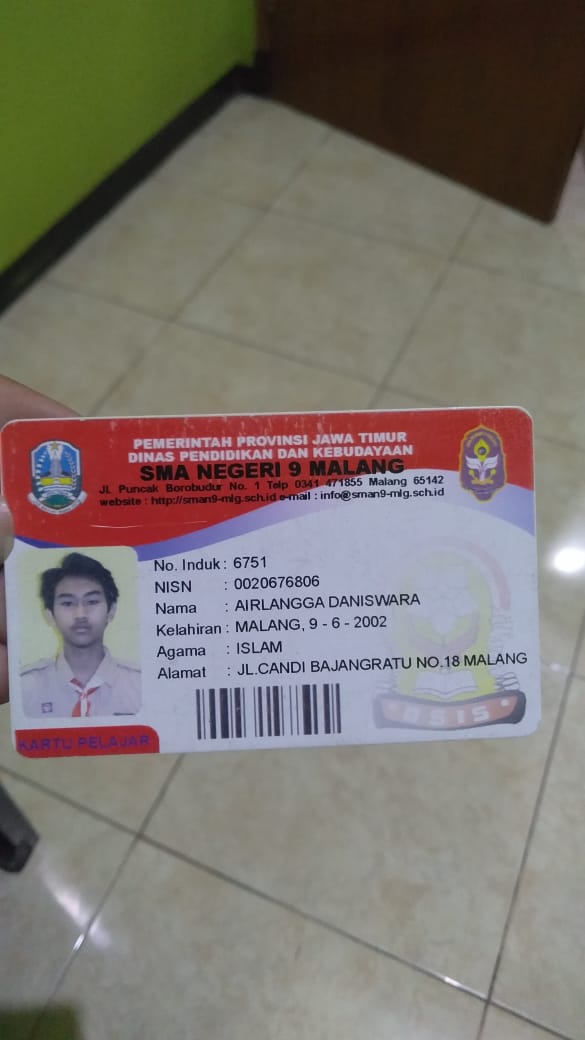 PEMERINTAH PROVINSI JAWA TIMUR
DINAS PENDIDIKAN DAN KEBUDAYAAN
SMA NEGERI 9 MALANG
JL. Puncak Borobudur No. 1 Telp 0341 471855 Malang 65142
website : http://sman9-mlg.sch.id e-mail : info@sman9-mlg.sch.id
No. Induk : 6751
NISN : 0020676806
Nama : AIRLANGGA DANISWARA
Kelahiran : MALANG, 9 - 6 - 2002
Agama : ISLAM
Alamat : JL.CANDI BAJANGRATU NO.18 MALANG
KARTU PELAJAR